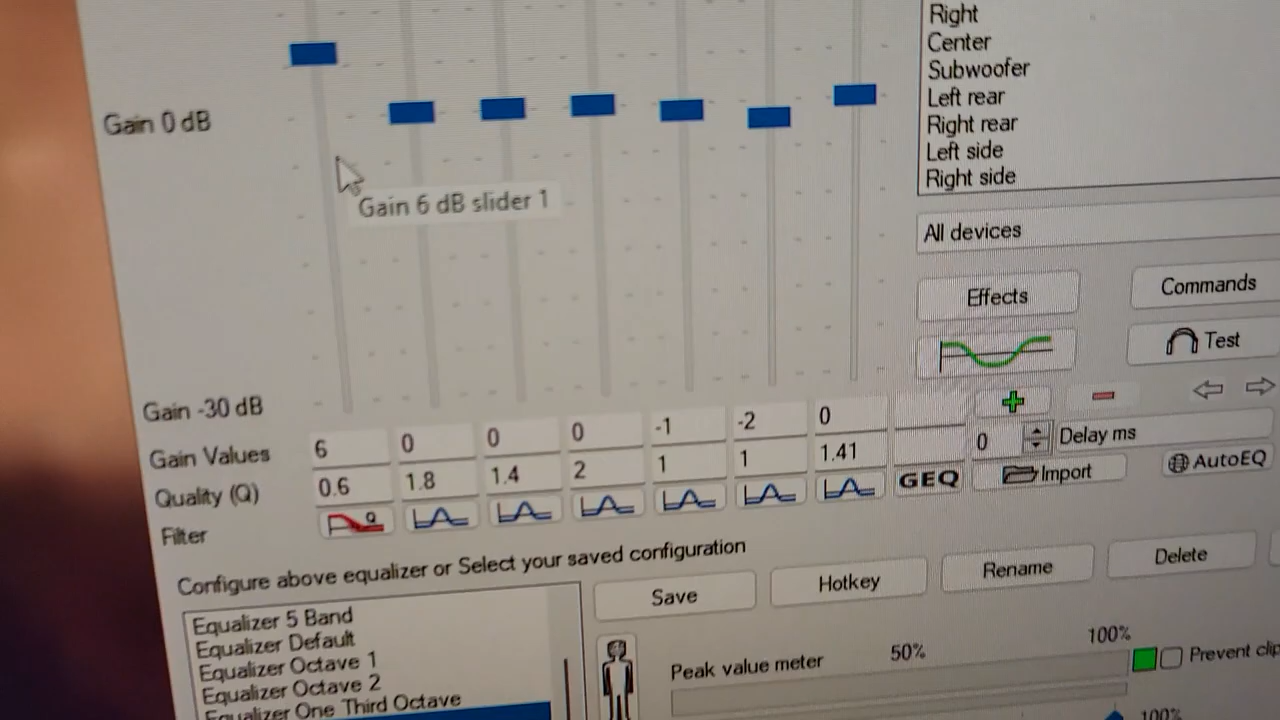 Right
Center
Subwoofer
Left rear
Right rear
Left side
Right side
Gain 0 dB
Gain 6 dB slider 1
All devices
Effects
Commands
Test
Gain -30 dB
Gain Values 6 0 0 0 -1 -2 0
0 Delay ms
Quality (Q) 0.6 1.8 1.4 2 1 1 1.41
GEQ
Import
AutoEQ
Filter
Configure above equalizer or Select your saved configuration
Save
Hotkey
Rename
Delete
Equalizer 5 Band
Equalizer Default
Equalizer Octave 1
Equalizer Octave 2
Equalizer One Third Octave
Peak value meter
50%
100%
Prevent clip
100%